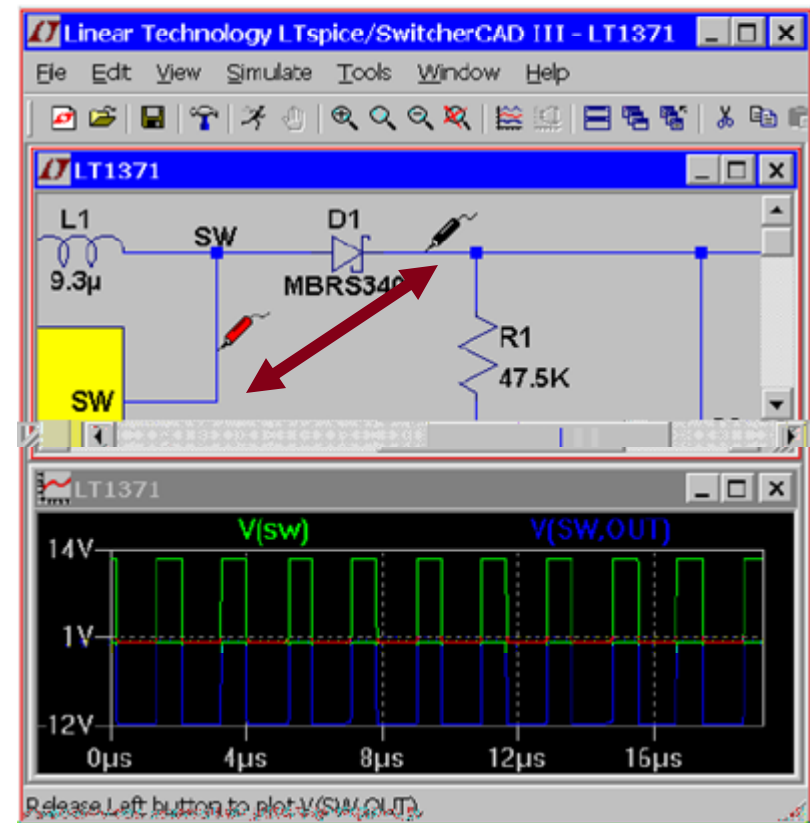 Linear Technology LTspice/SwitcherCAD III - LT1371
File Edit View Simulate Tools Window Help
LT1371
L1
SW
D1
9.3µ
MBRS340
R1
47.5K
SW
LT1371
V(sw) V(SW,OUT)
14V
1V
-12V
0µs 4µs 8µs 12µs 16µs
Release Left button to plot V(SW,OUT).